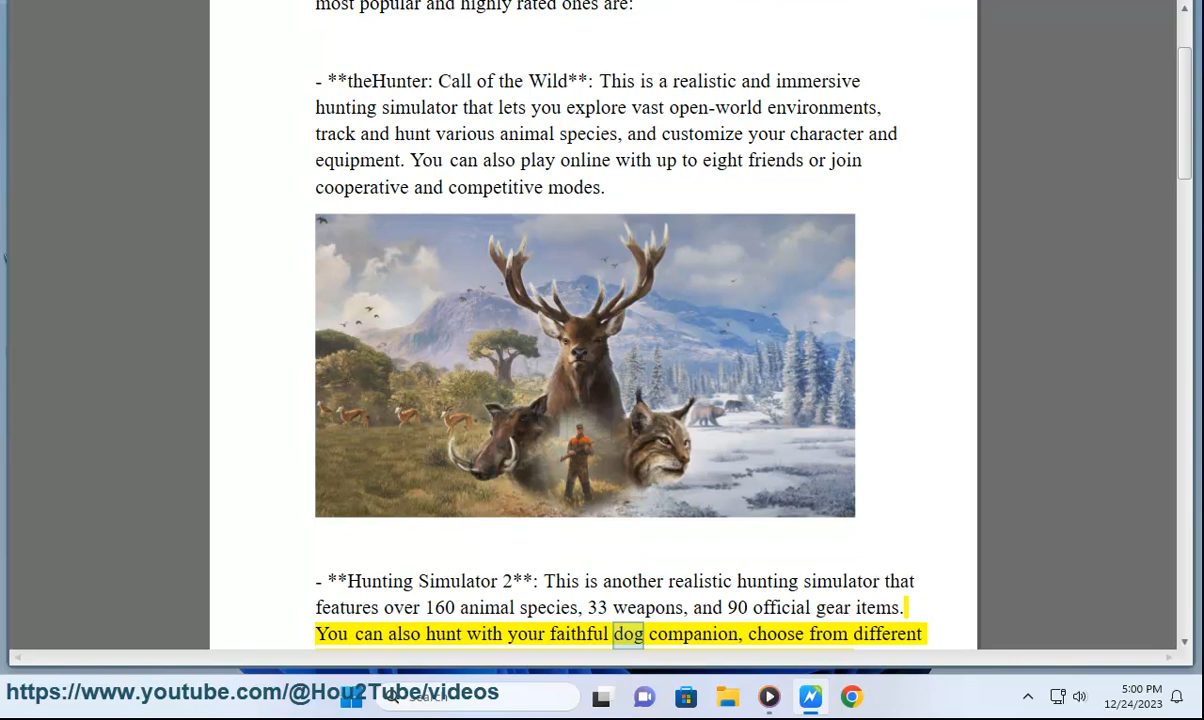 most popular and highly rated ones are:
- **theHunter: Call of the Wild**: This is a realistic and immersive
hunting simulator that lets you explore vast open-world environments,
track and hunt various animal species, and customize your character and
equipment. You can also play online with up to eight friends or join
cooperative and competitive modes.
- **Hunting Simulator 2**: This is another realistic hunting simulator that
features over 160 animal species, 33 weapons, and 90 official gear items.
You can also hunt with your faithful dog companion, choose from different
https://www.youtube.com/@Hou2Tube/videos
Search
5:00 PM
12/24/2023